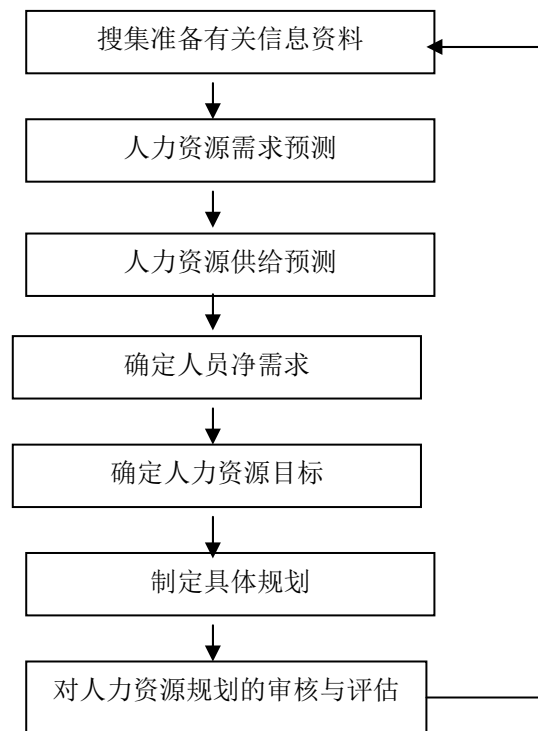 搜集准备有关信息资料
人力资源需求预测
人力资源供给预测
确定人员净需求
确定人力资源目标
制定具体规划
对人力资源规划的审核与评估